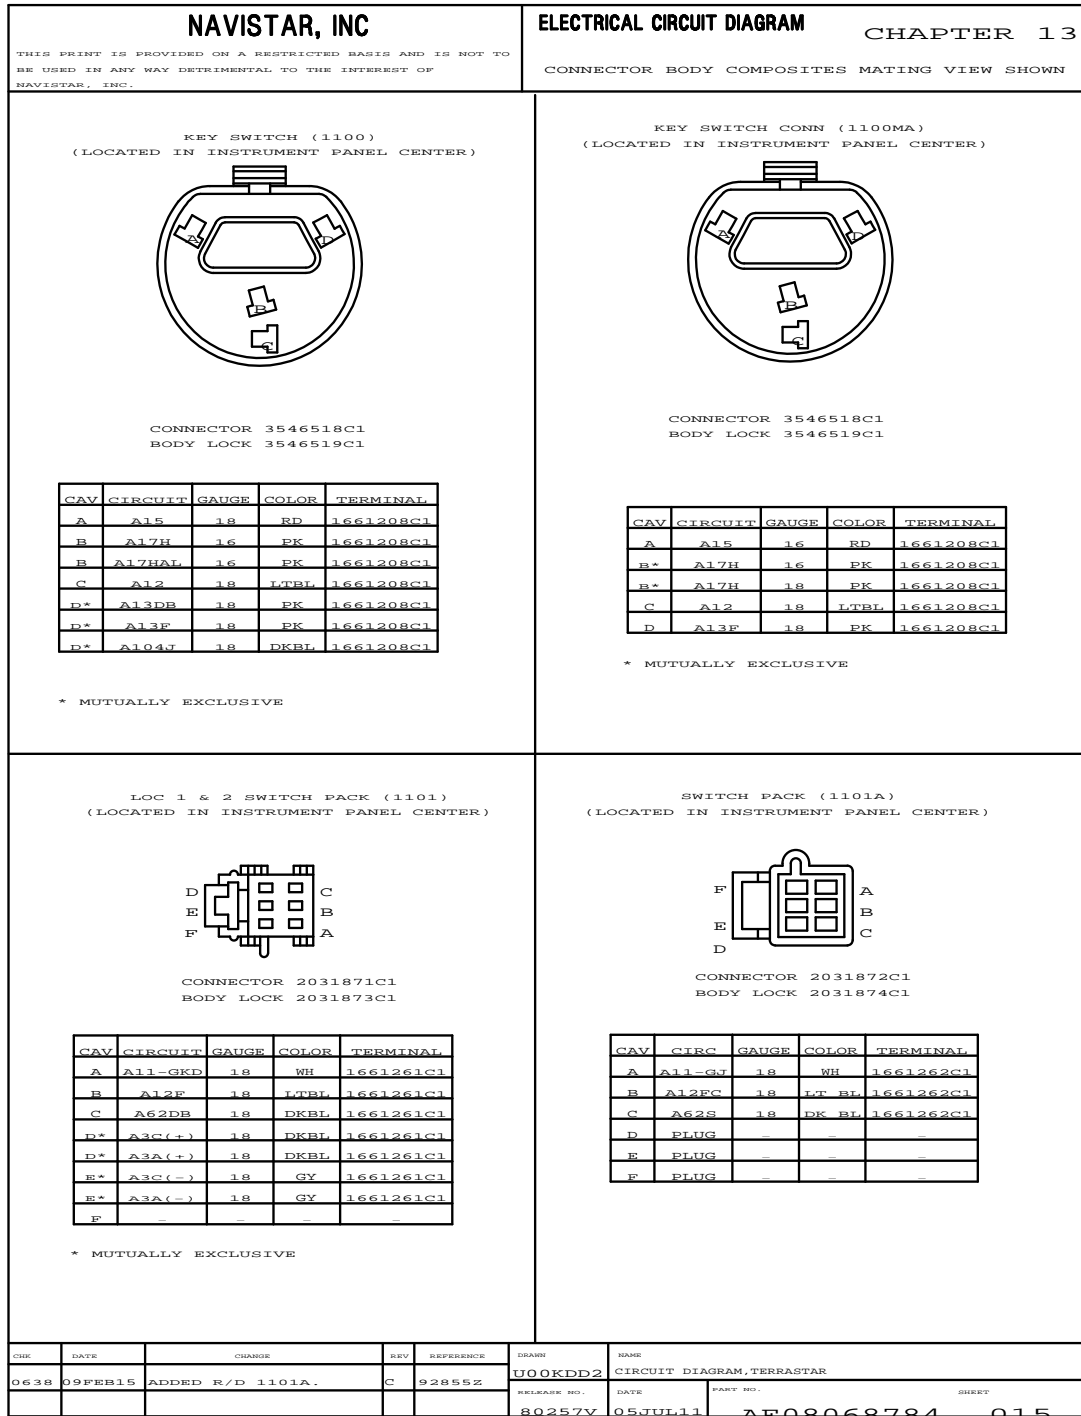 NAVISTAR, INC
THIS PRINT IS PROVIDED ON A RESTRICTED BASIS AND IS NOT TO
BE USED IN ANY WAY DETRIMENTAL TO THE INTEREST OF
NAVISTAR, INC.
ELECTRICAL CIRCUIT DIAGRAM CHAPTER 13
CONNECTOR BODY COMPOSITES MATING VIEW SHOWN
KEY SWITCH (1100)
(LOCATED IN INSTRUMENT PANEL CENTER)
A D
B
C
CONNECTOR 3546518C1
BODY LOCK 3546519C1
CAV CIRCUIT GAUGE COLOR TERMINAL
A A15 18 RD 1661208C1
B A17H 16 PK 1661208C1
B A17HAL 16 PK 1661208C1
C A12 18 LTBL 1661208C1
D* A13DB 18 PK 1661208C1
D* A13F 18 PK 1661208C1
D* A104J 18 DKBL 1661208C1
* MUTUALLY EXCLUSIVE
KEY SWITCH CONN (1100MA)
(LOCATED IN INSTRUMENT PANEL CENTER)
A D
B
C
CONNECTOR 3546518C1
BODY LOCK 3546519C1
CAV CIRCUIT GAUGE COLOR TERMINAL
A A15 16 RD 1661208C1
B* A17H 16 PK 1661208C1
B* A17H 18 PK 1661208C1
C A12 18 LTBL 1661208C1
D A13F 18 PK 1661208C1
* MUTUALLY EXCLUSIVE
LOC 1 & 2 SWITCH PACK (1101)
(LOCATED IN INSTRUMENT PANEL CENTER)
D C
E B
F A
CONNECTOR 2031871C1
BODY LOCK 2031873C1
CAV CIRCUIT GAUGE COLOR TERMINAL
A A11-GKD 18 WH 1661261C1
B A12F 18 LTBL 1661261C1
C A62DB 18 DKBL 1661261C1
D* A3C(+) 18 DKBL 1661261C1
D* A3A(+) 18 DKBL 1661261C1
E* A3C(-) 18 GY 1661261C1
E* A3A(-) 18 GY 1661261C1
F - - - -
* MUTUALLY EXCLUSIVE
SWITCH PACK (1101A)
(LOCATED IN INSTRUMENT PANEL CENTER)
F A
B
E C
D
CONNECTOR 2031872C1
BODY LOCK 2031874C1
CAV CIRC GAUGE COLOR TERMINAL
A A11-GJ 18 WH 1661262C1
B A12FC 18 LT BL 1661262C1
C A62S 18 DK BL 1661262C1
D PLUG - - -
E PLUG - - -
F PLUG - - -
CHK DATE CHANGE REV REFERENCE
0638 09FEB15 ADDED R/D 1101A. C 92855Z
DRAWN NAME
U00KDD2 CIRCUIT DIAGRAM,TERRASTAR
RELEASE NO. DATE PART NO. SHEET
80257V 05JUL11 AE08068784 015